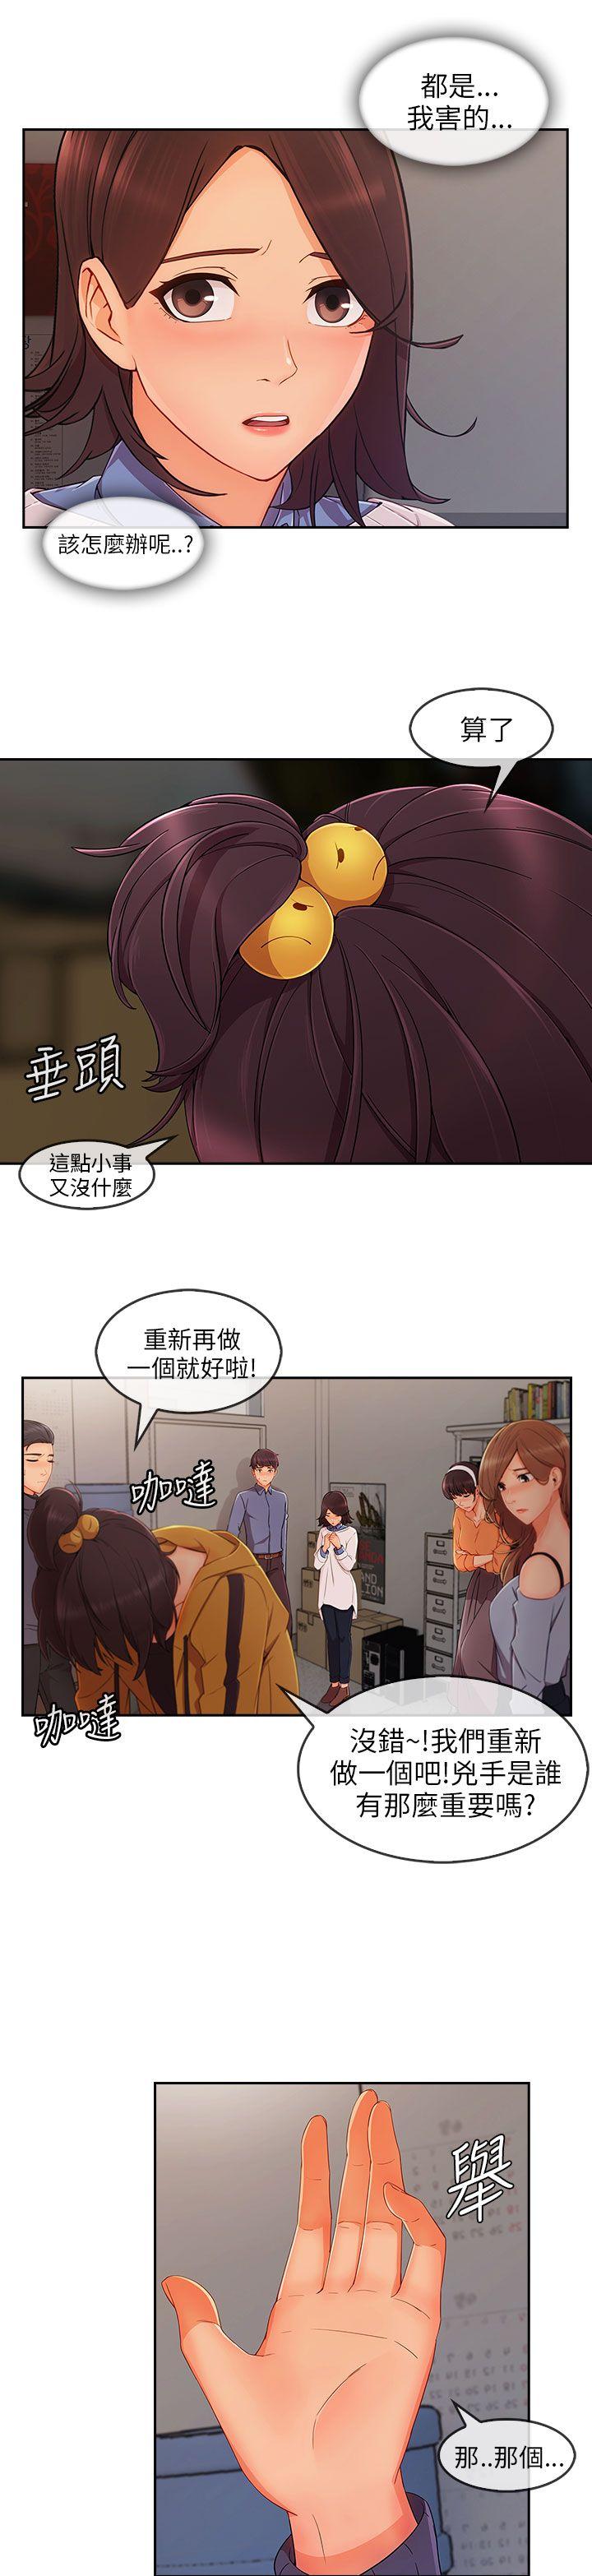 都是...
我害的...
該怎麼辦呢..?
算了
垂頭
這點小事
又沒什麼
重新再做
一個就好啦!
咖噠
咖噠
沒錯~!我們重新
做一個吧!兇手是誰
有那麼重要嗎?
舉
那..那個...